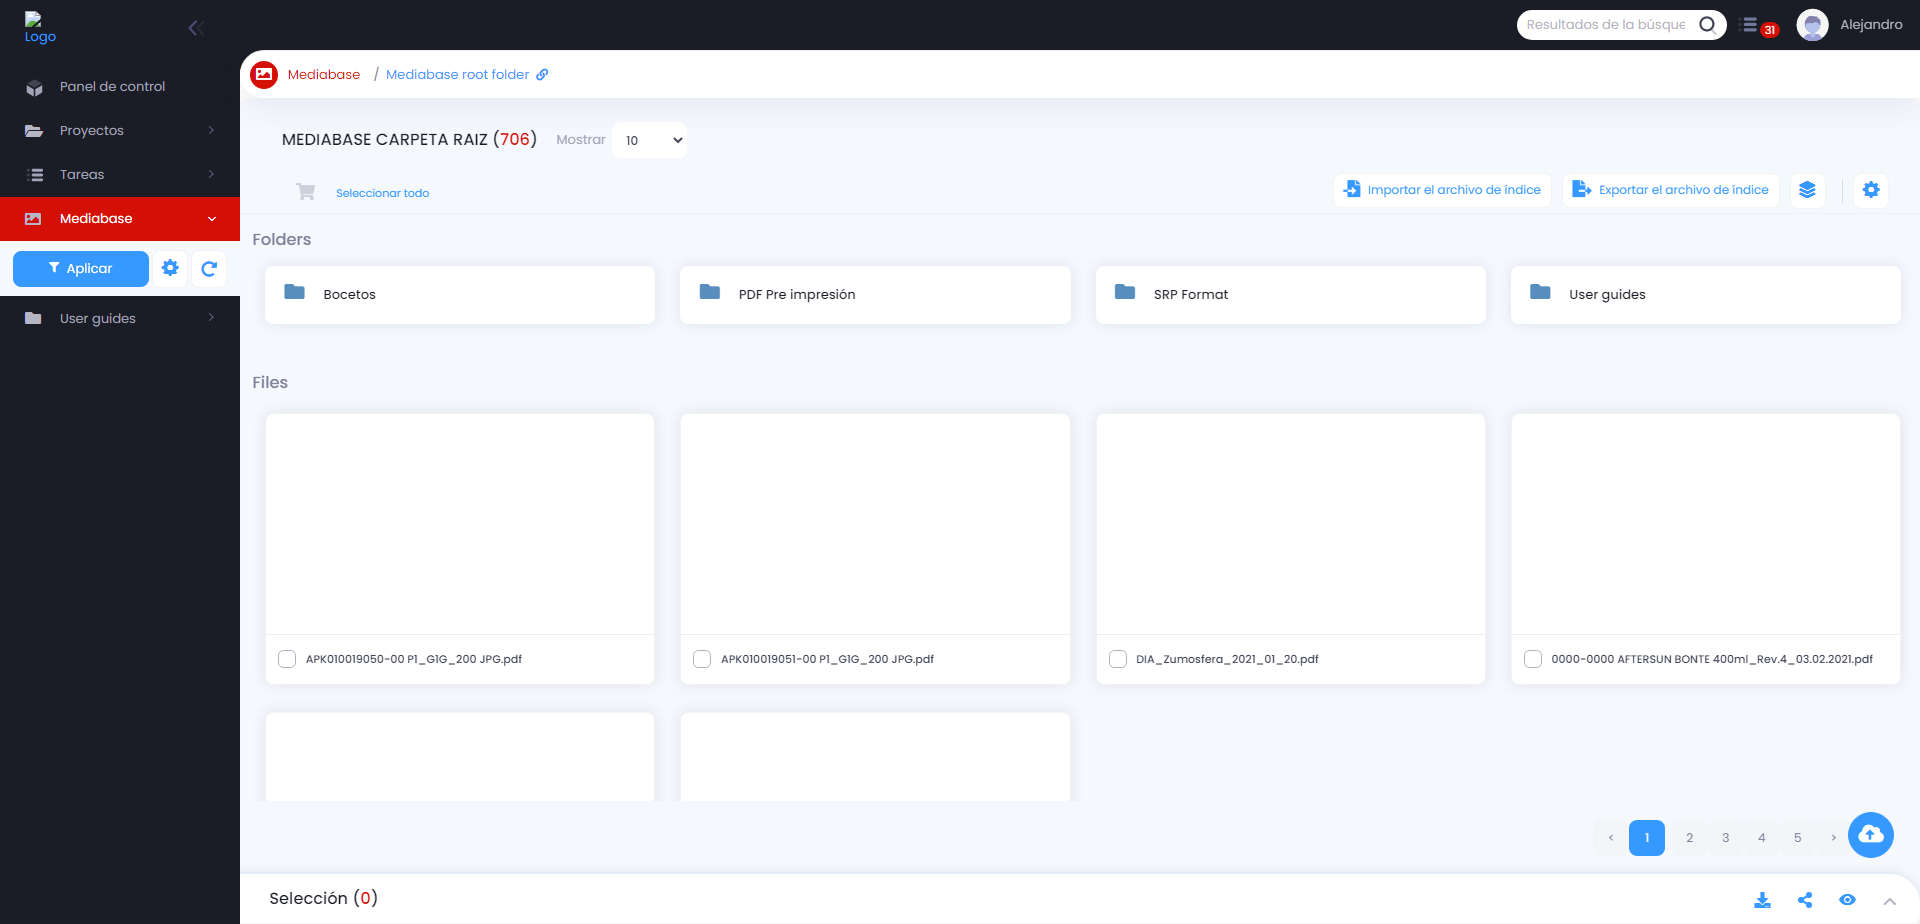 Logo
Resultados de la búsque
31
Alejandro
Panel de control
Proyectos
Tareas
Mediabase
Aplicar
User guides
Mediabase / Mediabase root folder
MEDIABASE CARPETA RAIZ (706)
Mostrar
10
Seleccionar todo
Importar el archivo de índice
Exportar el archivo de índice
Folders
Bocetos
PDF Pre impresión
SRP Format
User guides
Files
APK010019050-00 P1_G1G_200 JPG.pdf
APK010019051-00 P1_G1G_200 JPG.pdf
DIA_Zumosfera_2021_01_20.pdf
0000-0000 AFTERSUN BONTE 400ml_Rev.4_03.02.2021.pdf
‹ 1 2 3 4 5 ›
Selección (0)